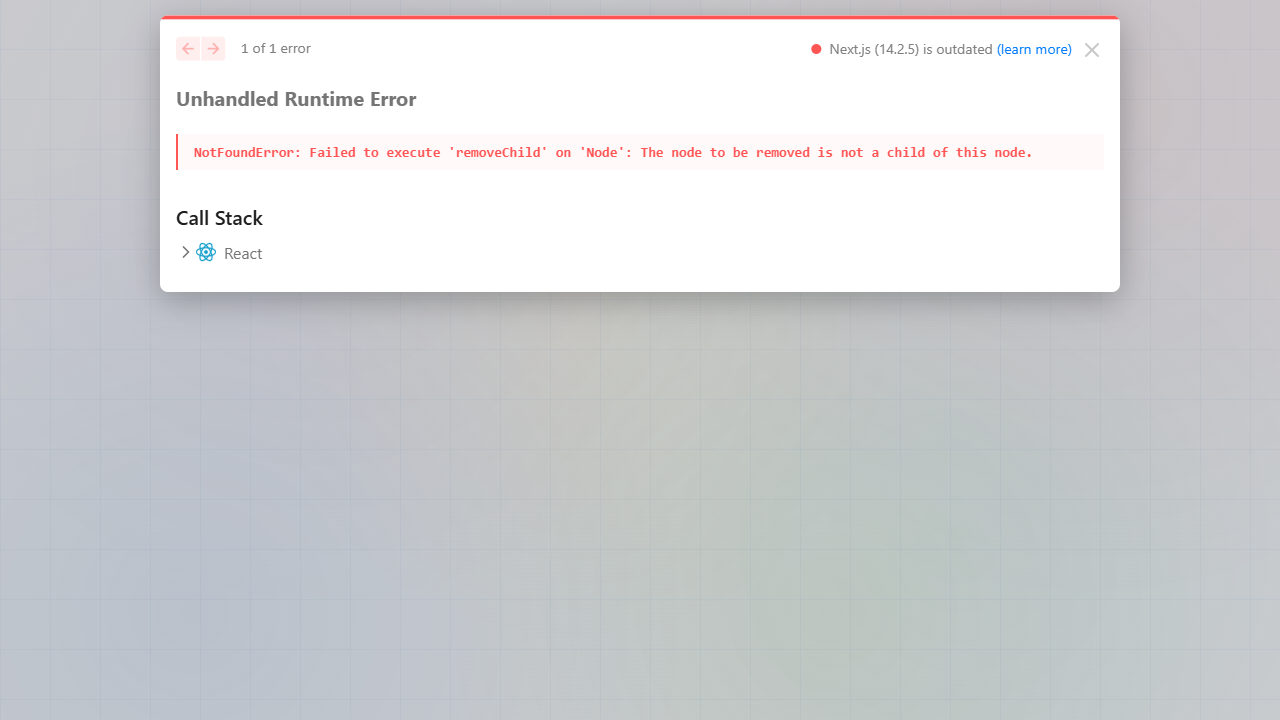 1 of 1 error
Next.js (14.2.5) is outdated (learn more)
Unhandled Runtime Error
NotFoundError: Failed to execute 'removeChild' on 'Node': The node to be removed is not a child of this node.
Call Stack
React